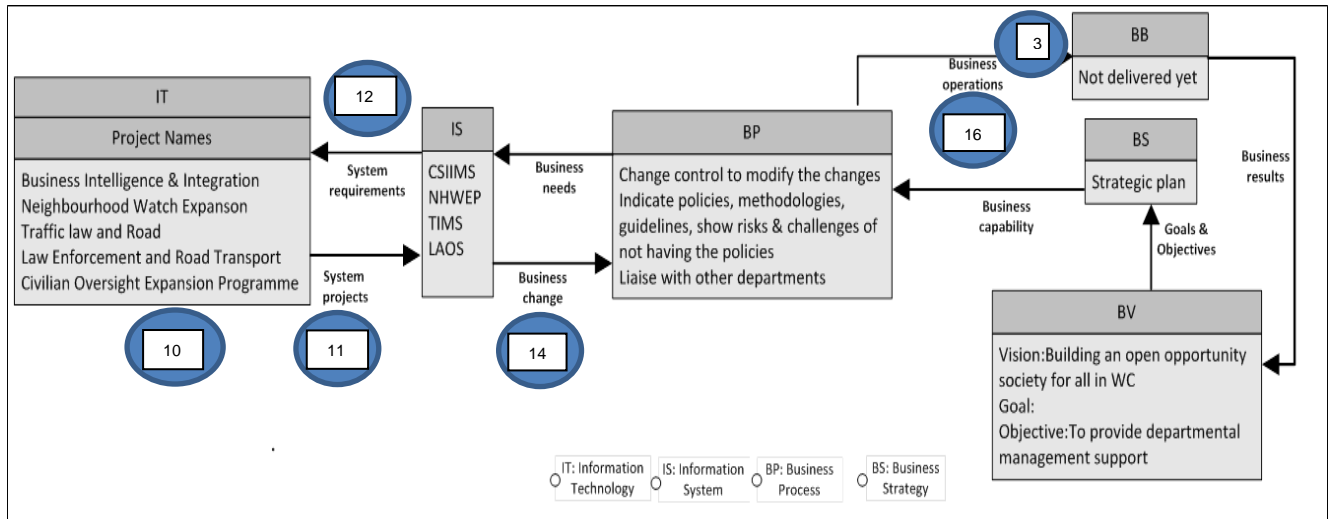 IT
Project Names
Business Intelligence & Integration
Neighbourhood Watch Expanson
Traffic law and Road
Law Enforcement and Road Transport
Civilian Oversight Expansion Programme
12
System
requirements
System
projects
10
11
IS
CSIIMS
NHWEP
TIMS
LAOS
Business
needs
Business
change
14
BP
Change control to modify the changes
Indicate policies, methodologies,
guidelines, show risks & challenges of
not having the policies
Liaise with other departments
Business
operations
3
16
BB
Not delivered yet
BS
Strategic plan
Business
capability
Goals &
Objectives
Business
results
BV
Vision:Building an open opportunity
society for all in WC
Goal:
Objective:To provide departmental
management support
IT: Information
Technology
IS: Information
System
BP: Business
Process
BS: Business
Strategy